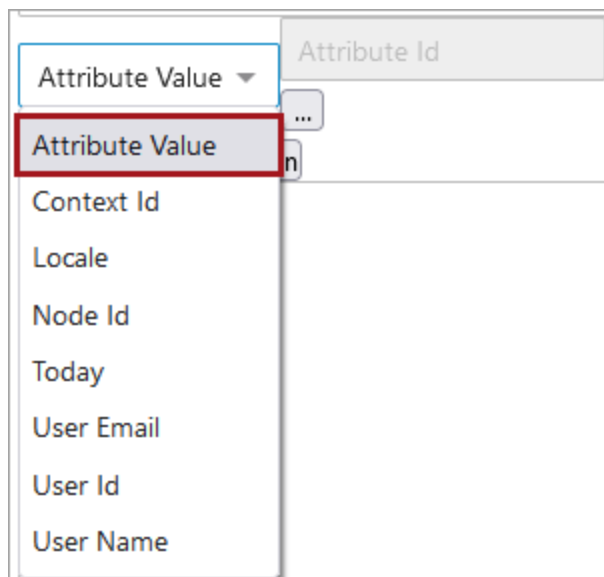 Attribute Id
Attribute Value
...
Attribute Value
n
Context Id
Locale
Node Id
Today
User Email
User Id
User Name